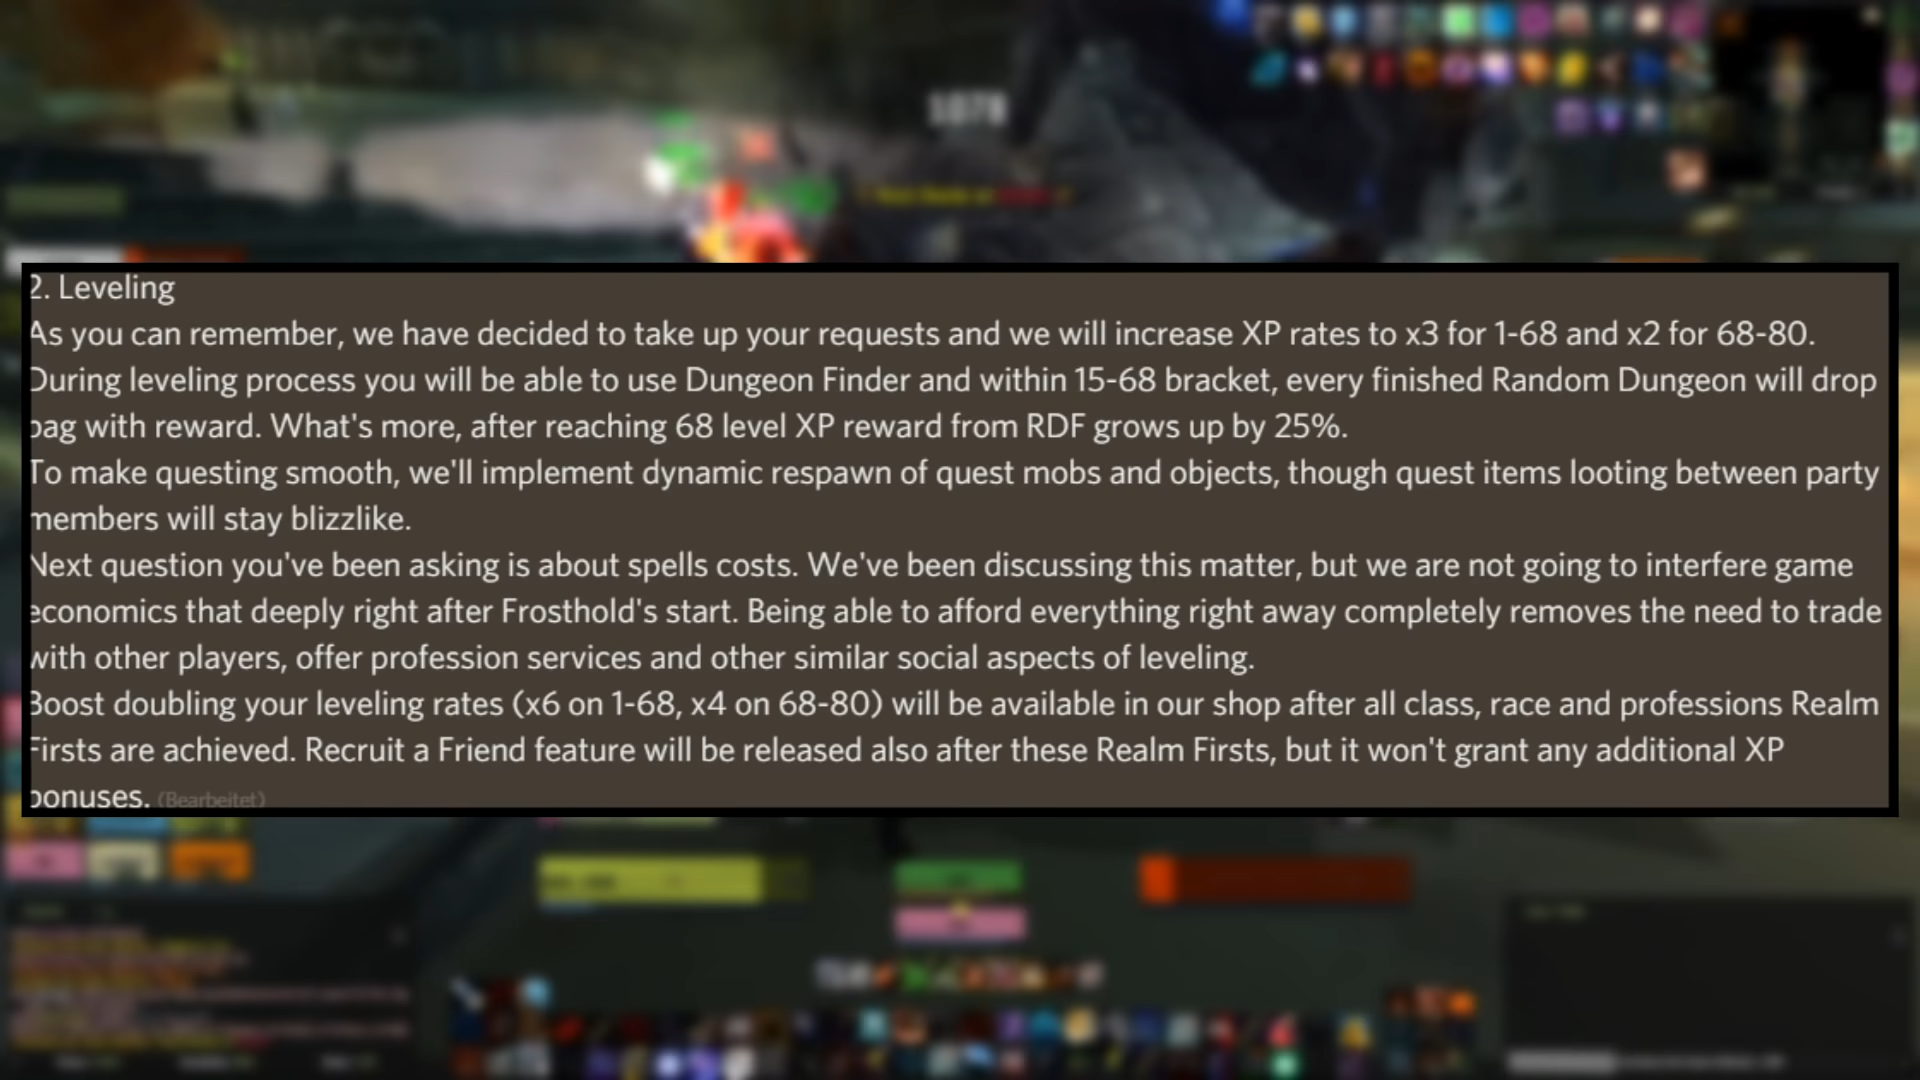 1078
2. Leveling
As you can remember, we have decided to take up your requests and we will increase XP rates to x3 for 1-68 and x2 for 68-80.
During leveling process you will be able to use Dungeon Finder and within 15-68 bracket, every finished Random Dungeon will drop
bag with reward. What's more, after reaching 68 level XP reward from RDF grows up by 25%.
To make questing smooth, we'll implement dynamic respawn of quest mobs and objects, though quest items looting between party
members will stay blizzlike.
Next question you've been asking is about spells costs. We've been discussing this matter, but we are not going to interfere game
economics that deeply right after Frosthold's start. Being able to afford everything right away completely removes the need to trade
with other players, offer profession services and other similar social aspects of leveling.
Boost doubling your leveling rates (x6 on 1-68, x4 on 68-80) will be available in our shop after all class, race and professions Realm
Firsts are achieved. Recruit a Friend feature will be released also after these Realm Firsts, but it won't grant any additional XP
bonuses. (Bearbeitet)